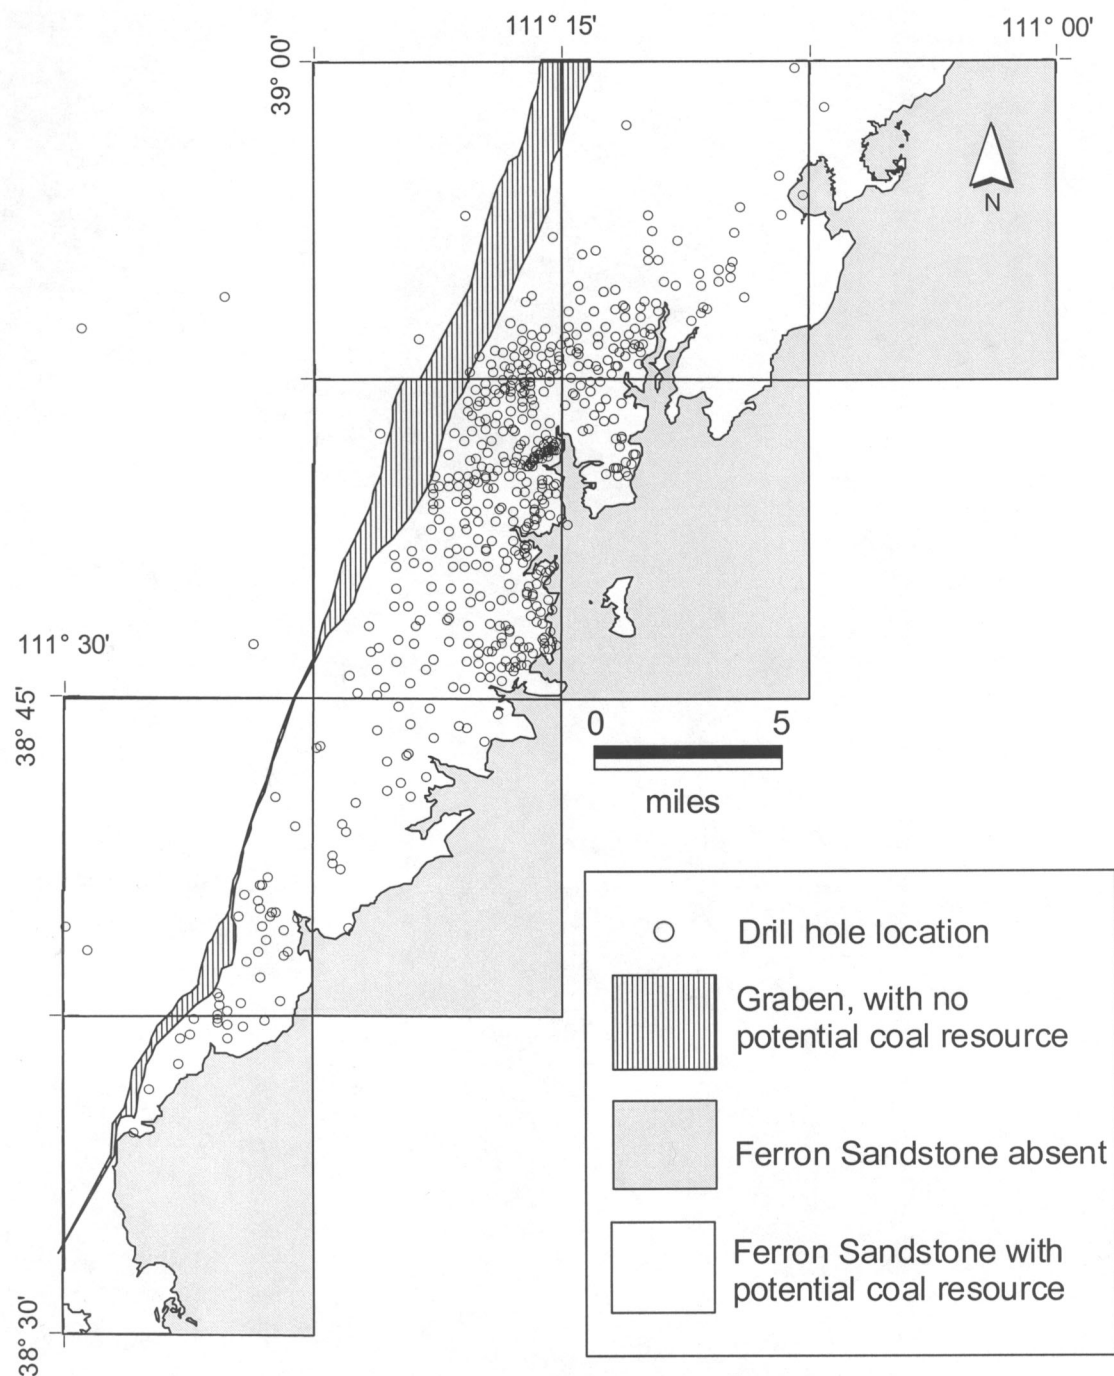 111° 15'
111° 00'
39° 00'
N
111° 30'
38° 45'
0 5
miles
Drill hole location
Graben, with no
potential coal resource
Ferron Sandstone absent
Ferron Sandstone with
potential coal resource
38° 30'